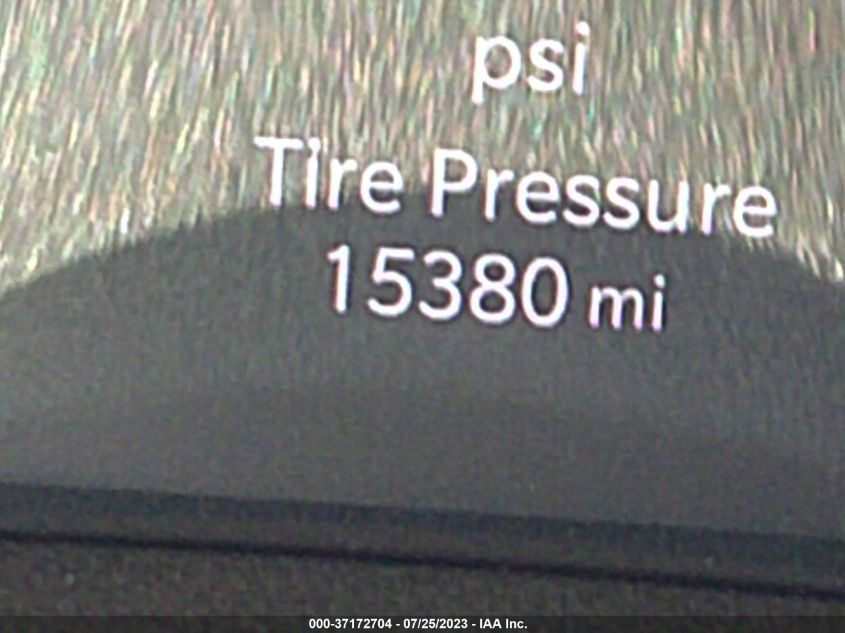 psi
Tire Pressure
15380 mi
000-37172704 - 07/25/2023 - IAA Inc.